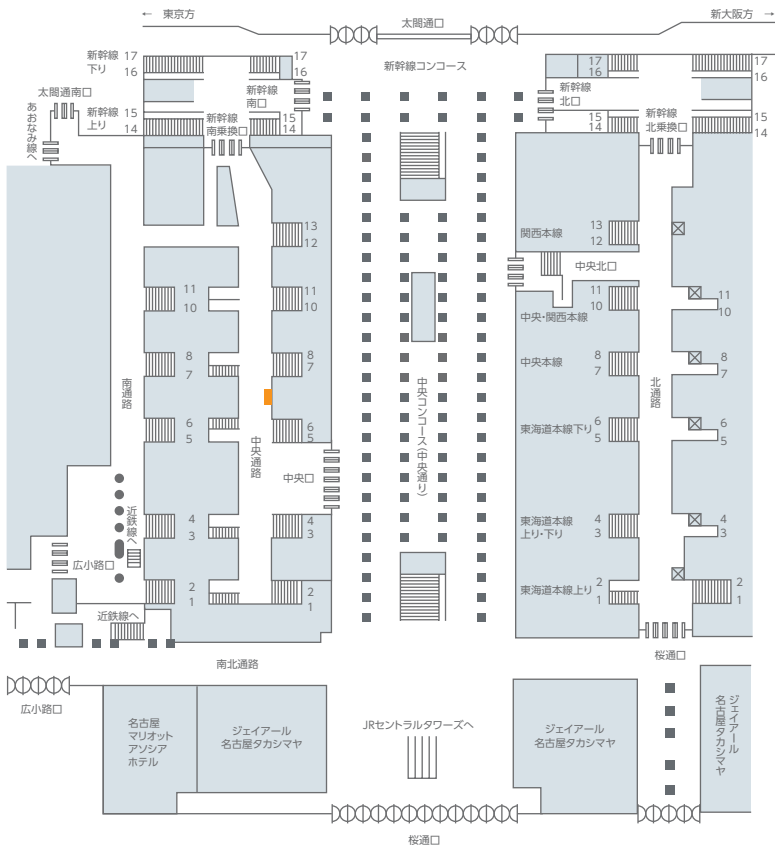 ← 東京方
太閤通口
新大阪方 →
新幹線
下り
17
16
17
16
新幹線コンコース
17
16
17
16
太閤通南口
新幹線
南口
新幹線
北口
あおなみ線へ
新幹線
上り
15
14
15
14
新幹線
南乗換口
15
14
新幹線
北乗換口
15
14
13
12
関西本線
13
12
中央北口
11
10
11
10
中央・関西本線
11
10
11
10
8
7
8
7
中央本線
8
7
8
7
南通路
中央通路
中央コンコース(中央通り)
北通路
6
5
6
5
東海道本線下り
6
5
6
5
中央口
近鉄線へ
4
3
4
3
東海道本線
上り・下り
4
3
4
3
広小路口
2
1
2
1
東海道本線上り
2
1
2
1
近鉄線へ
南北通路
桜通口
広小路口
名古屋
マリオット
アソシア
ホテル
ジェイアール
名古屋タカシマヤ
JRセントラルタワーズへ
ジェイアール
名古屋タカシマヤ
ジェイアール
名古屋タカシマヤ
桜通口